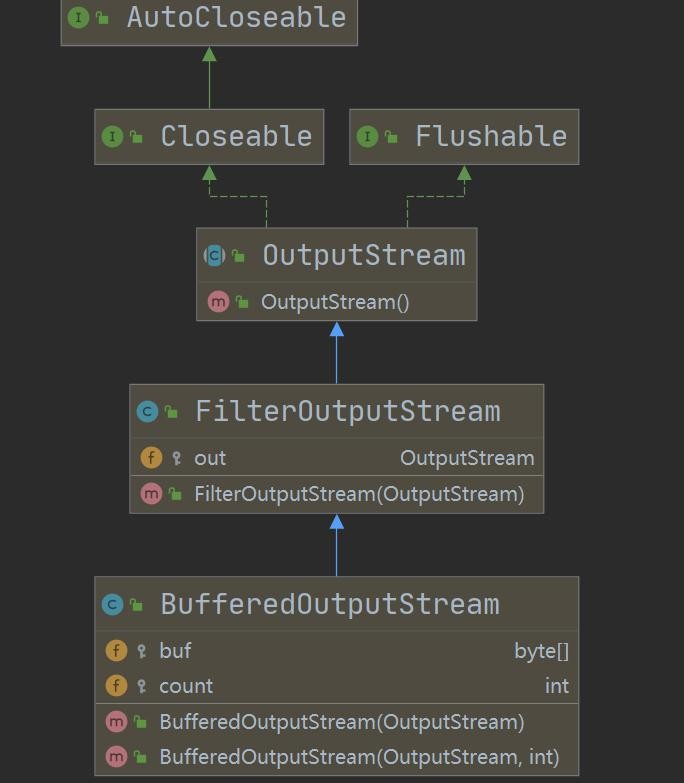 AutoCloseable
Closeable
Flushable
OutputStream
OutputStream()
FilterOutputStream
out OutputStream
FilterOutputStream(OutputStream)
BufferedOutputStream
buf byte[]
count int
BufferedOutputStream(OutputStream)
BufferedOutputStream(OutputStream, int)